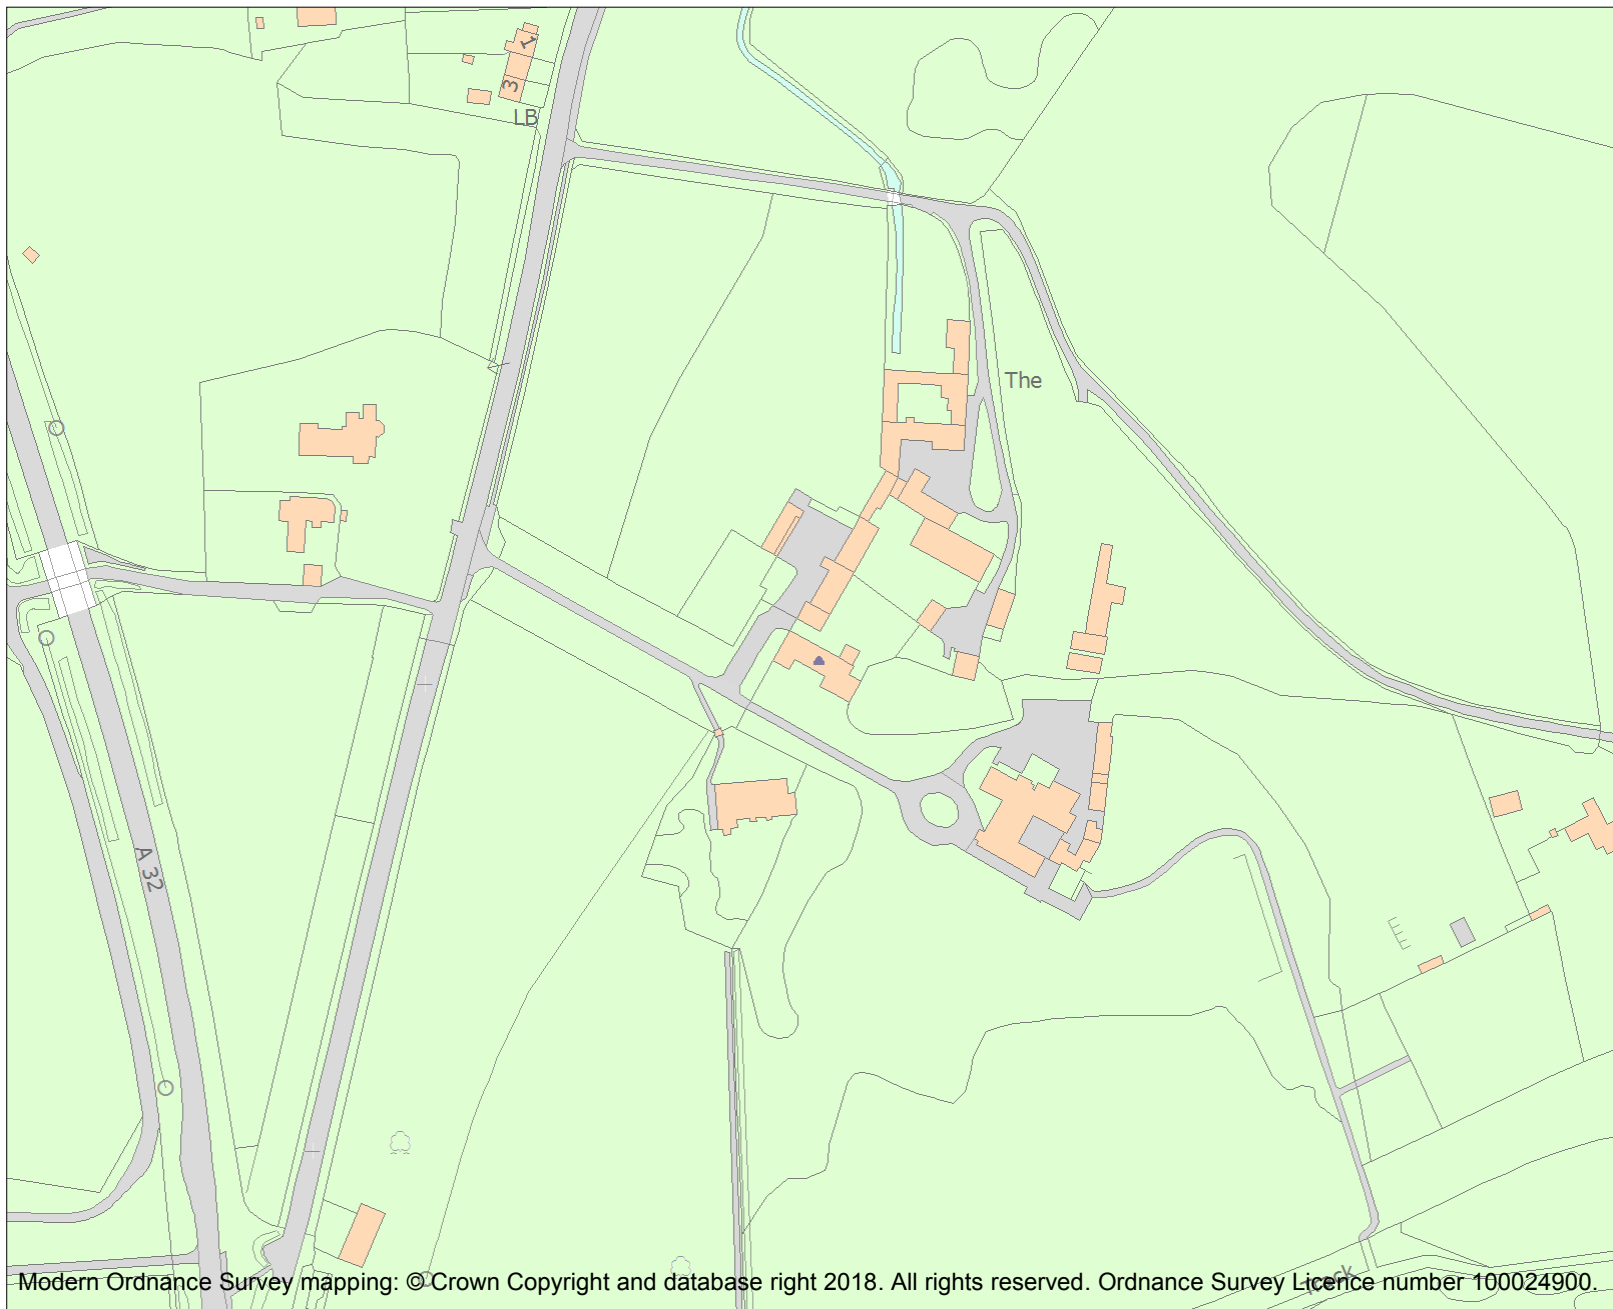 1
3
LB
The
A 32
Track
Modern Ordnance Survey mapping: © Crown Copyright and database right 2018. All rights reserved. Ordnance Survey Licence number 100024900.